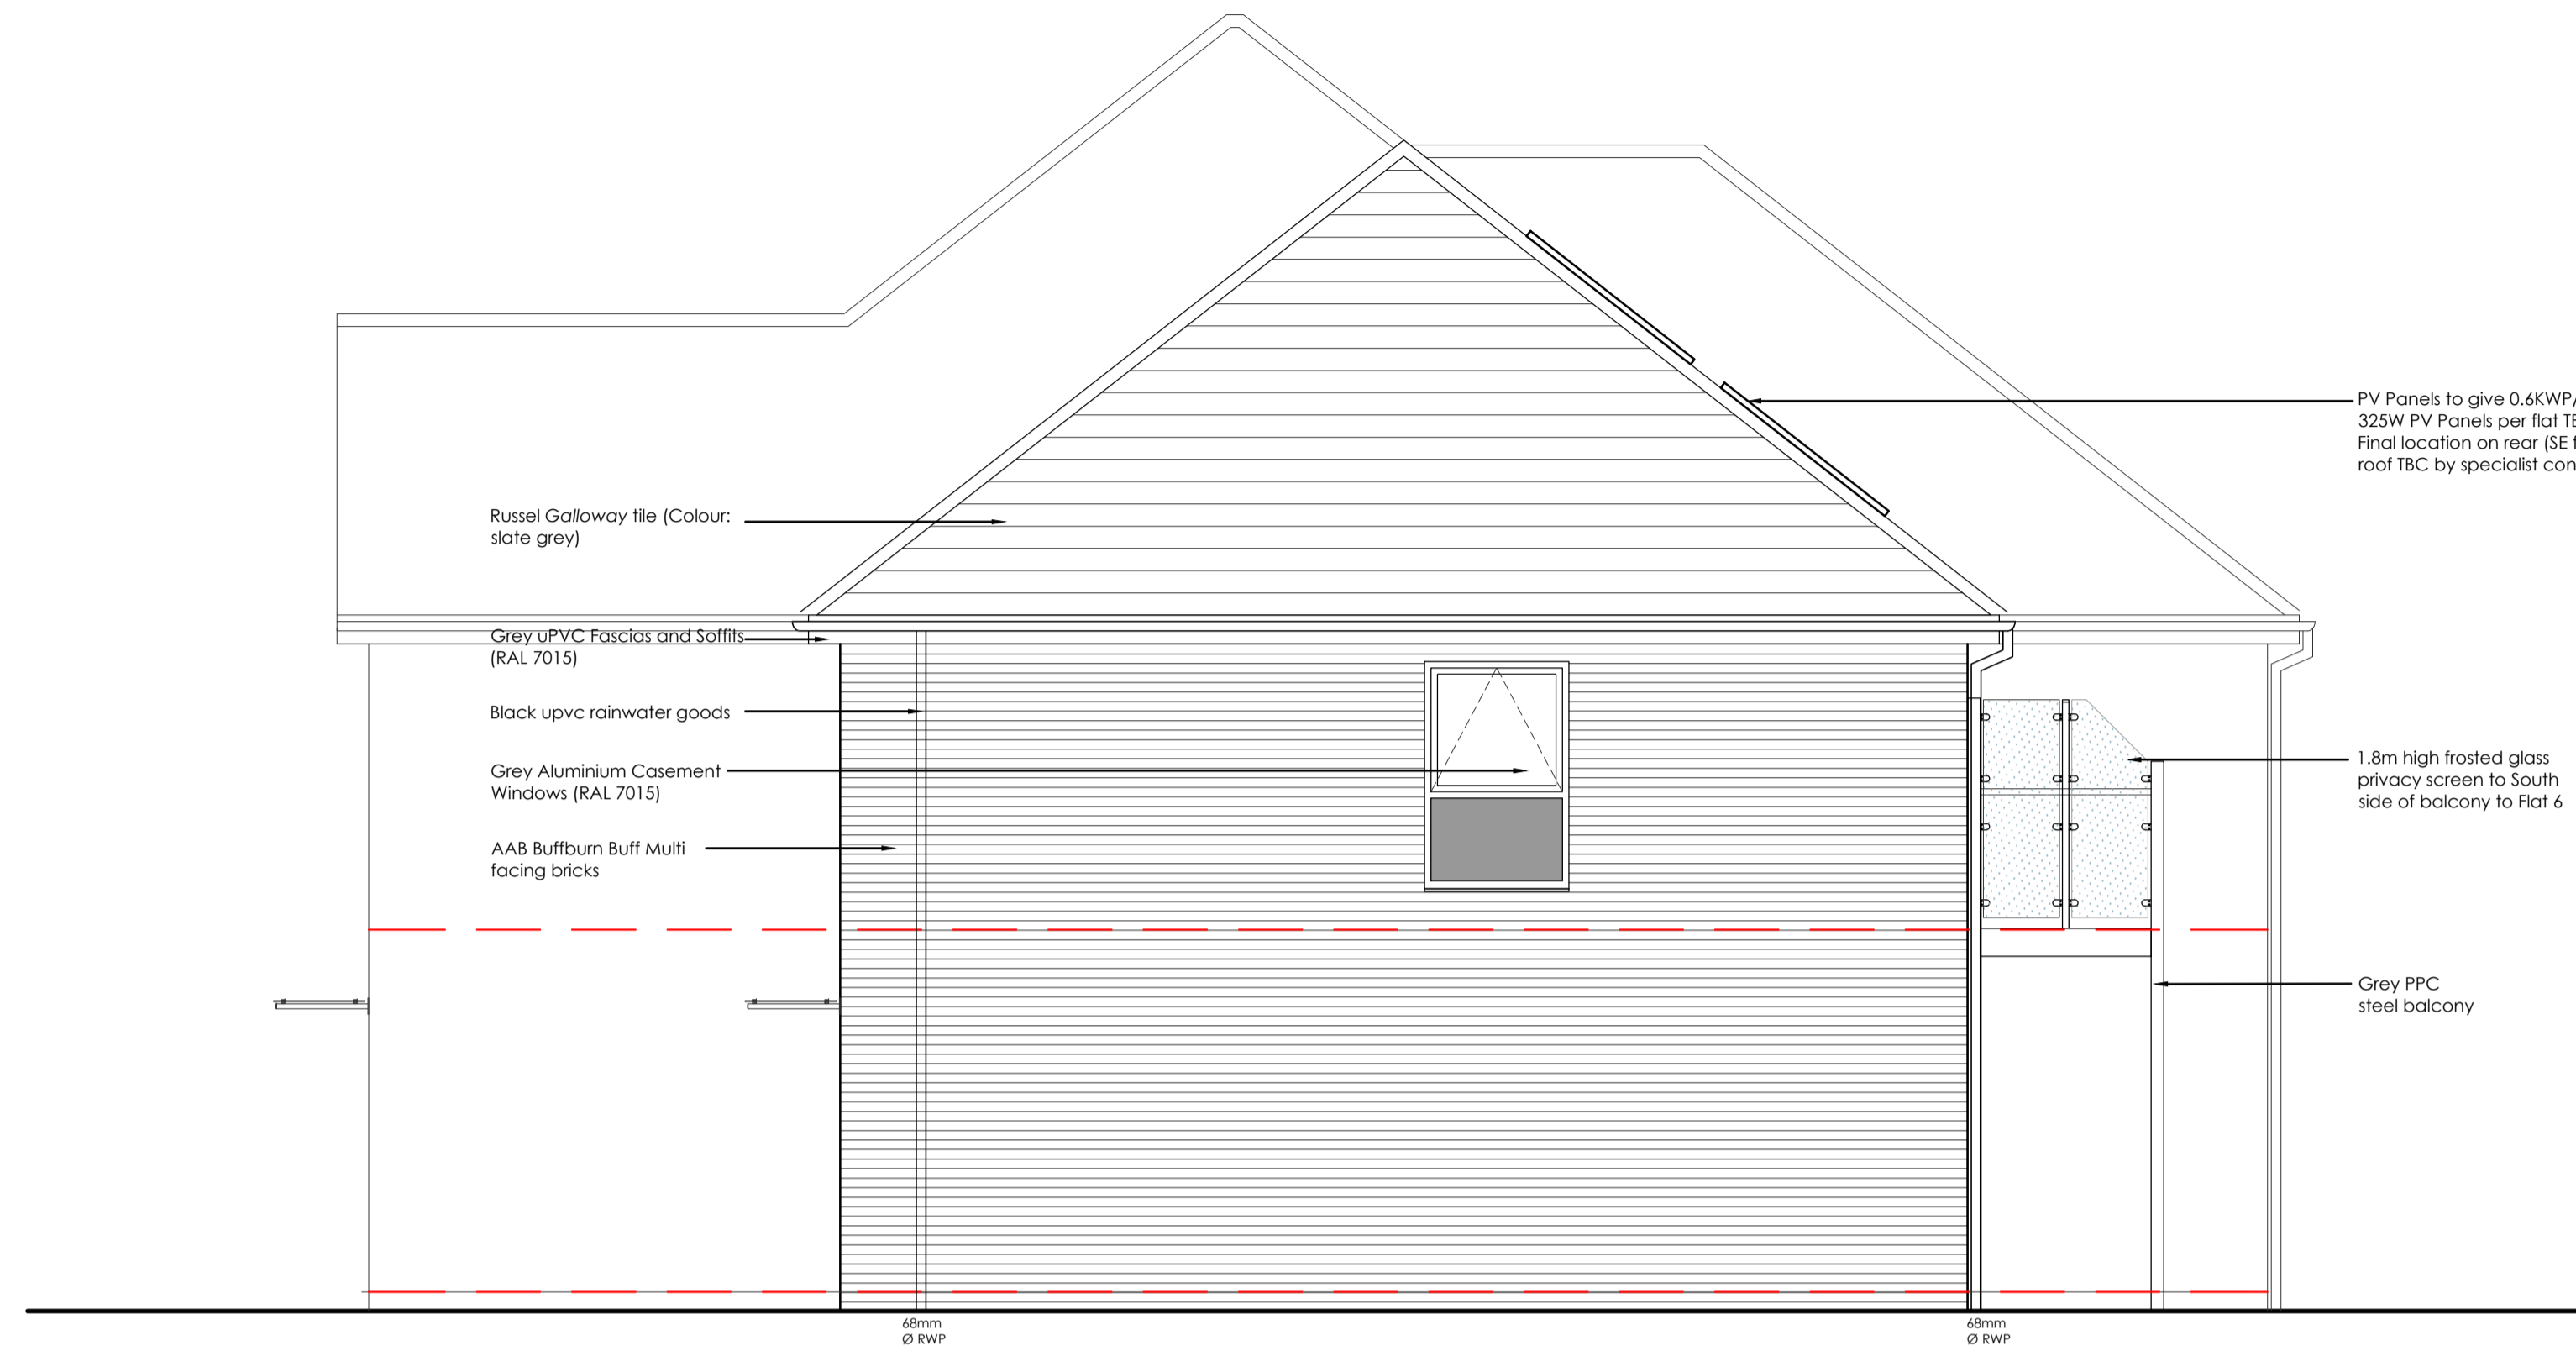 Russel Galloway tile (Colour:
slate grey)
Grey uPVC Fascias and Soffits
(RAL 7015)
Black upvc rainwater goods
Grey Aluminium Casement
Windows (RAL 7015)
AAB Buffburn Buff Multi
facing bricks
PV Panels to give 0.6KWP/
325W PV Panels per flat
Final location on rear (SE
roof TBC by specialist
1.8m high frosted glass
privacy screen to South
side of balcony to Flat 6
Grey PPC
steel balcony
68mm
Ø RWP
68mm
Ø RWP